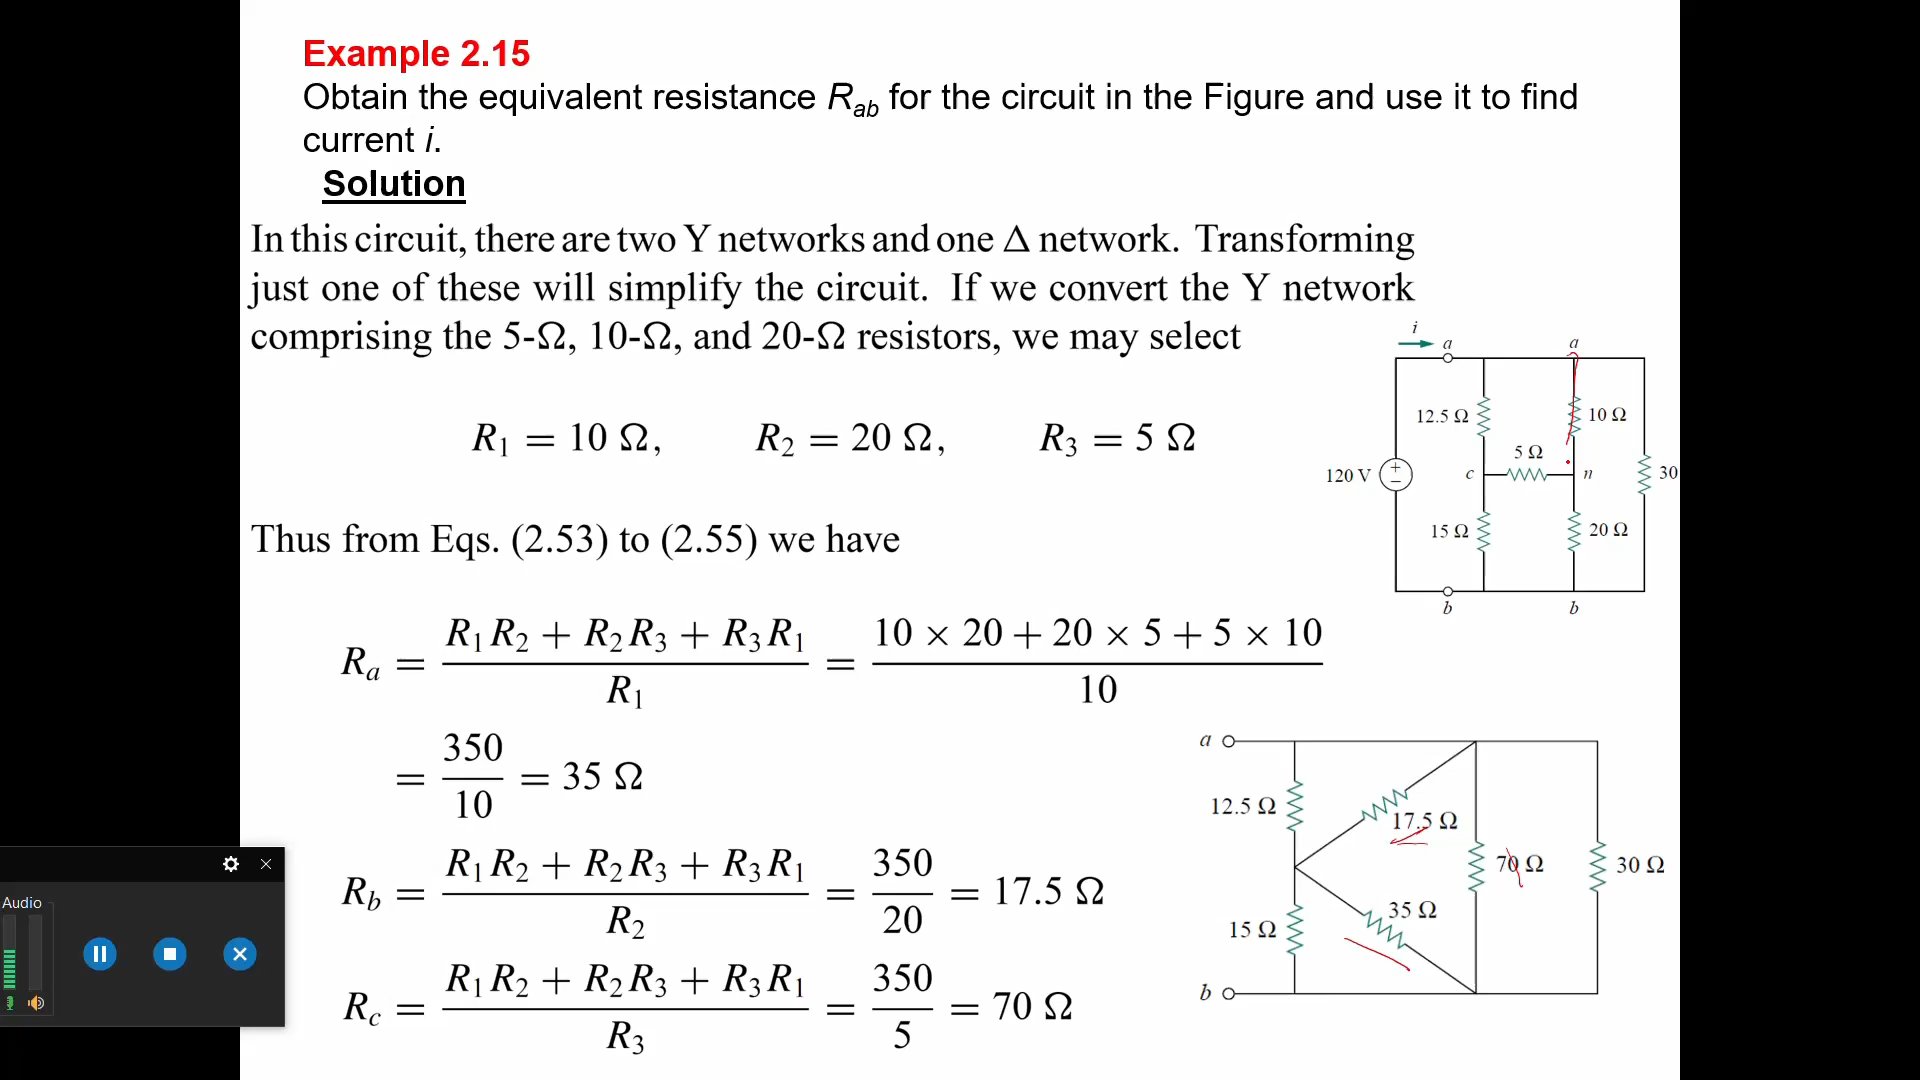 Example 2.15
Obtain the equivalent resistance R_ab for the circuit in the Figure and use it to find
current i.
Solution
In this circuit, there are two Y networks and one Δ network. Transforming
just one of these will simplify the circuit. If we convert the Y network
comprising the 5-Ω, 10-Ω, and 20-Ω resistors, we may select
R₁ = 10 Ω, R₂ = 20 Ω, R₃ = 5 Ω
Thus from Eqs. (2.53) to (2.55) we have
R_a = (R₁R₂ + R₂R₃ + R₃R₁)/R₁ = (10 × 20 + 20 × 5 + 5 × 10)/10
= 350/10 = 35 Ω
R_b = (R₁R₂ + R₂R₃ + R₃R₁)/R₂ = 350/20 = 17.5 Ω
R_c = (R₁R₂ + R₂R₃ + R₃R₁)/R₃ = 350/5 = 70 Ω
i
a a
12.5 Ω 10 Ω
5 Ω
120 V + − c n 30
15 Ω 20 Ω
b b
a
12.5 Ω 17.5 Ω
70 Ω 30 Ω
35 Ω
15 Ω
b
Audio